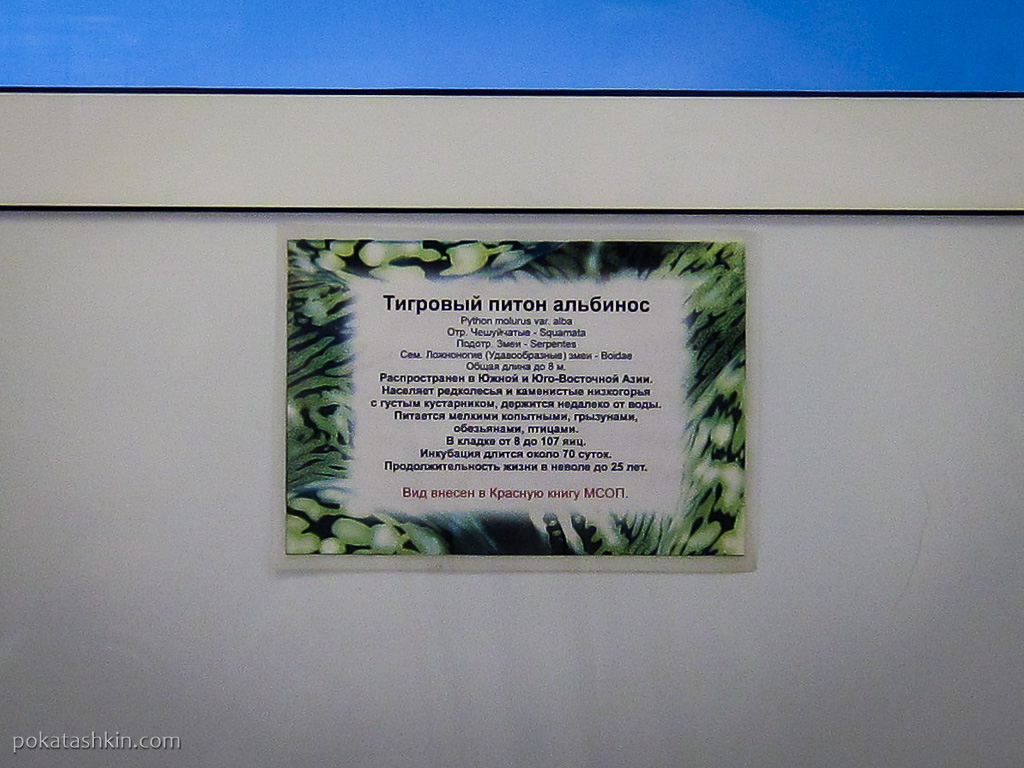 Тигровый питон альбинос
Python molurus var. alba
Отр. Чешуйчатые - Squamata
Подотр. Змеи - Serpentes
Сем. Ложноногие (Удавообразные) змеи - Boidae
Общая длина до 8 м.
Распространен в Южной и Юго-Восточной Азии.
Населяет редколесья и каменистые низкогорья
с густым кустарником, держится недалеко от воды.
Питается мелкими копытными, грызунами,
обезьянами, птицами.
В кладке от 8 до 107 яиц.
Инкубация длится около 70 суток.
Продолжительность жизни в неволе до 25 лет.
Вид внесен в Красную книгу МСОП.
pokatashkin.com